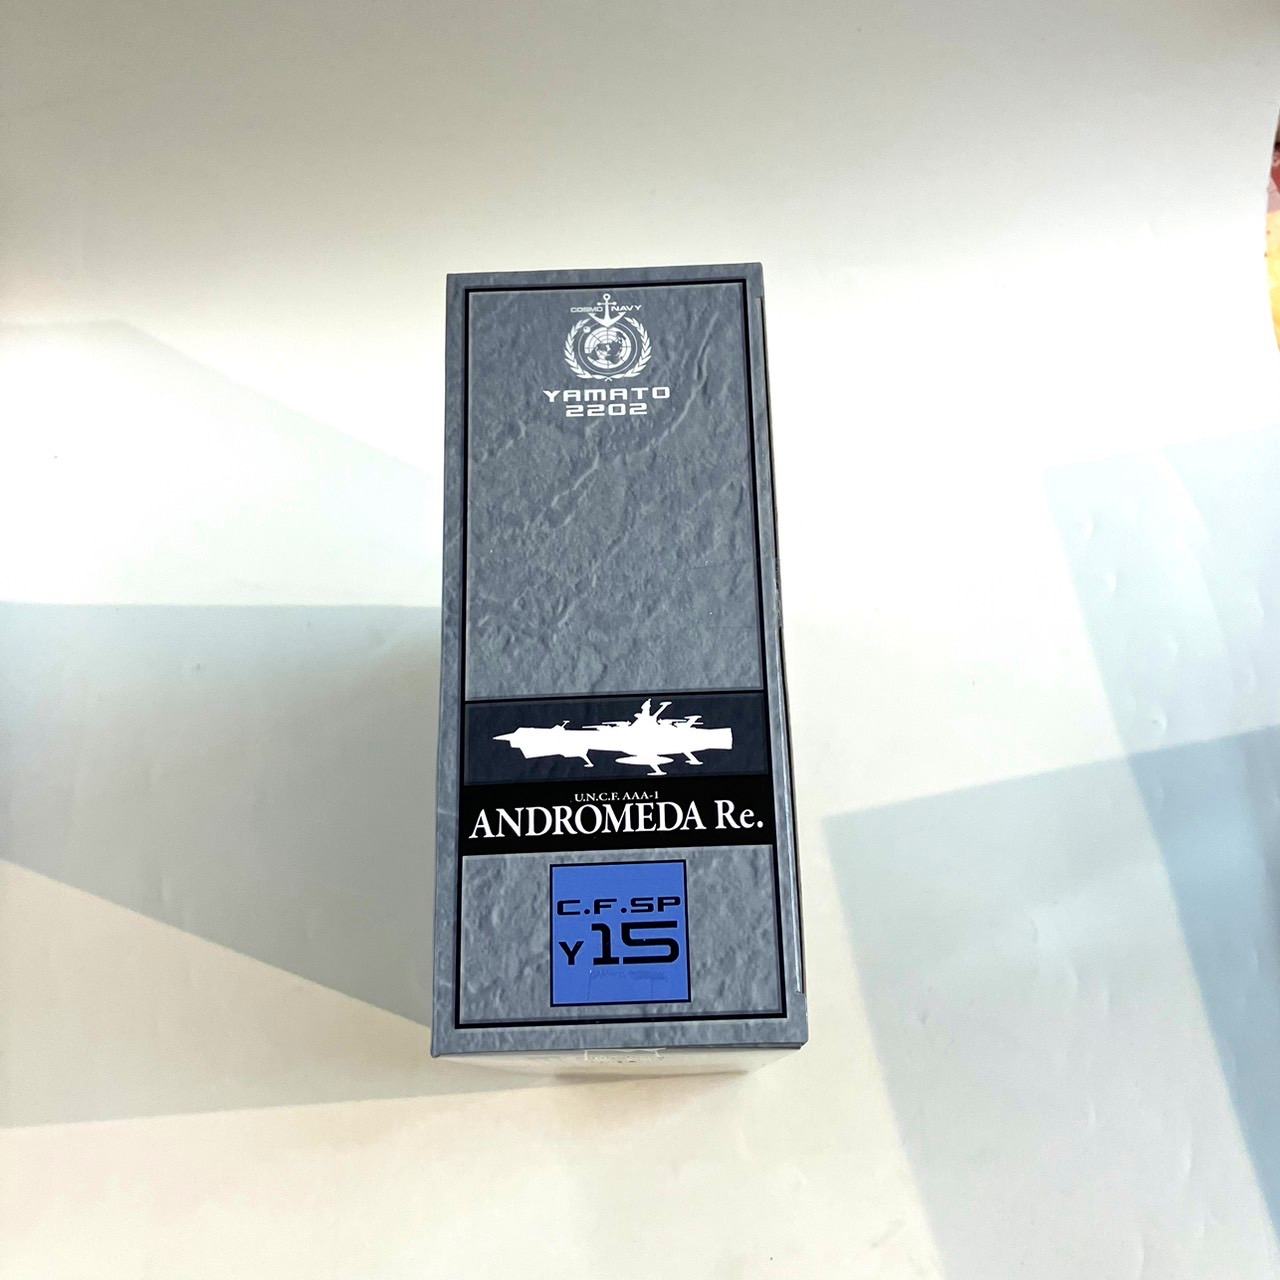 COSMO NAVY
YAMATO
2202
U.N.C.F. AAA-1
ANDROMEDA Re.
C.F.SP
Y15